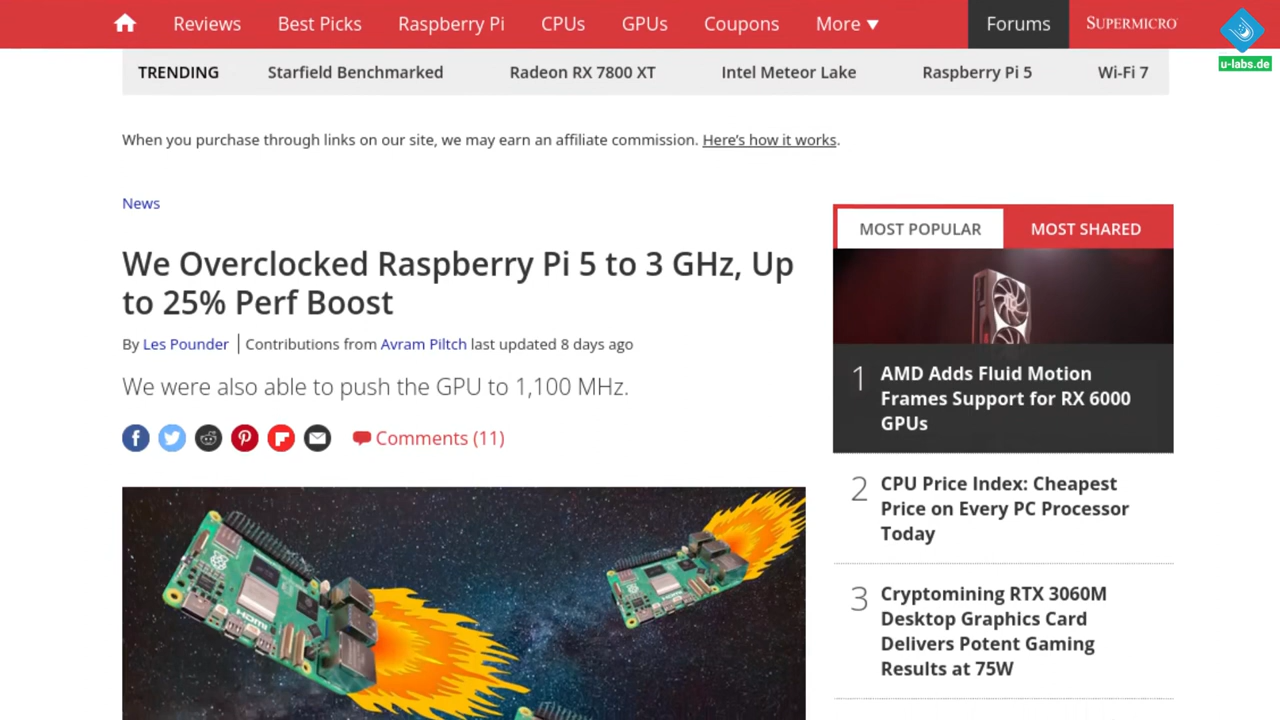 Reviews Best Picks Raspberry Pi CPUs GPUs Coupons More Forums SUPERMICRO
u-labs.de
TRENDING Starfield Benchmarked Radeon RX 7800 XT Intel Meteor Lake Raspberry Pi 5 Wi-Fi 7
When you purchase through links on our site, we may earn an affiliate commission. Here's how it works.
News
We Overclocked Raspberry Pi 5 to 3 GHz, Up
to 25% Perf Boost
By Les Pounder Contributions from Avram Piltch last updated 8 days ago
We were also able to push the GPU to 1,100 MHz.
Comments (11)
HDMI
MOST POPULAR MOST SHARED
1 AMD Adds Fluid Motion
Frames Support for RX 6000
GPUs
2 CPU Price Index: Cheapest
Price on Every PC Processor
Today
3 Cryptomining RTX 3060M
Desktop Graphics Card
Delivers Potent Gaming
Results at 75W